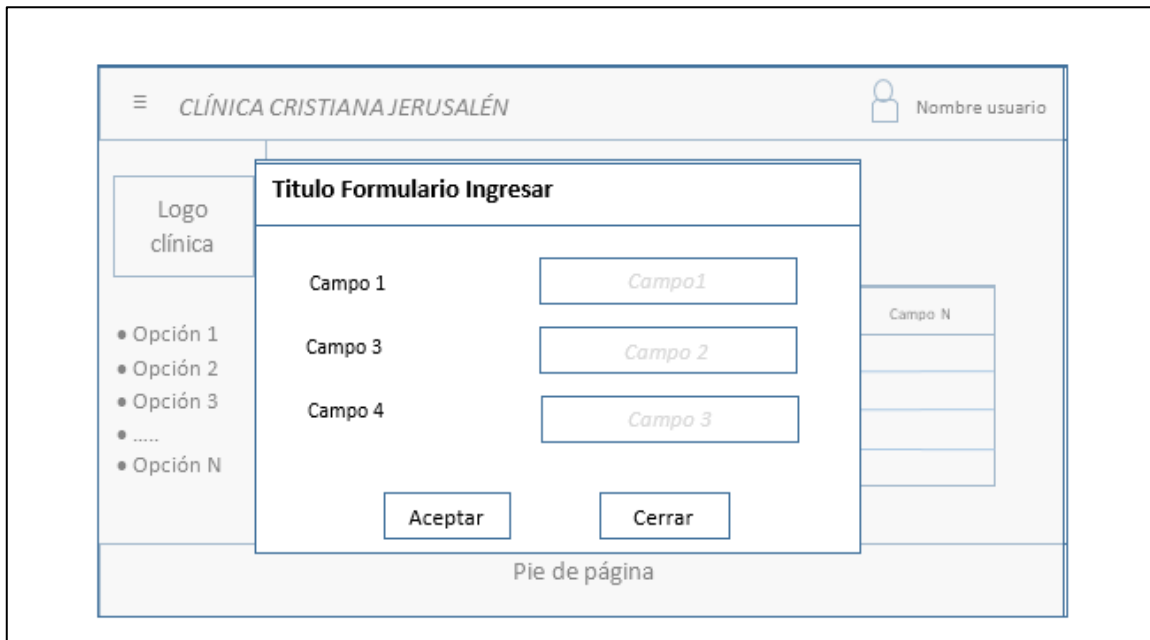 ≡ CLÍNICA CRISTIANA JERUSALÉN
Nombre usuario
Logo
clínica
• Opción 1
• Opción 2
• Opción 3
• .....
• Opción N
Titulo Formulario Ingresar
Campo 1 Campo1
Campo 3 Campo 2
Campo 4 Campo 3
Aceptar Cerrar
Campo N
Pie de página